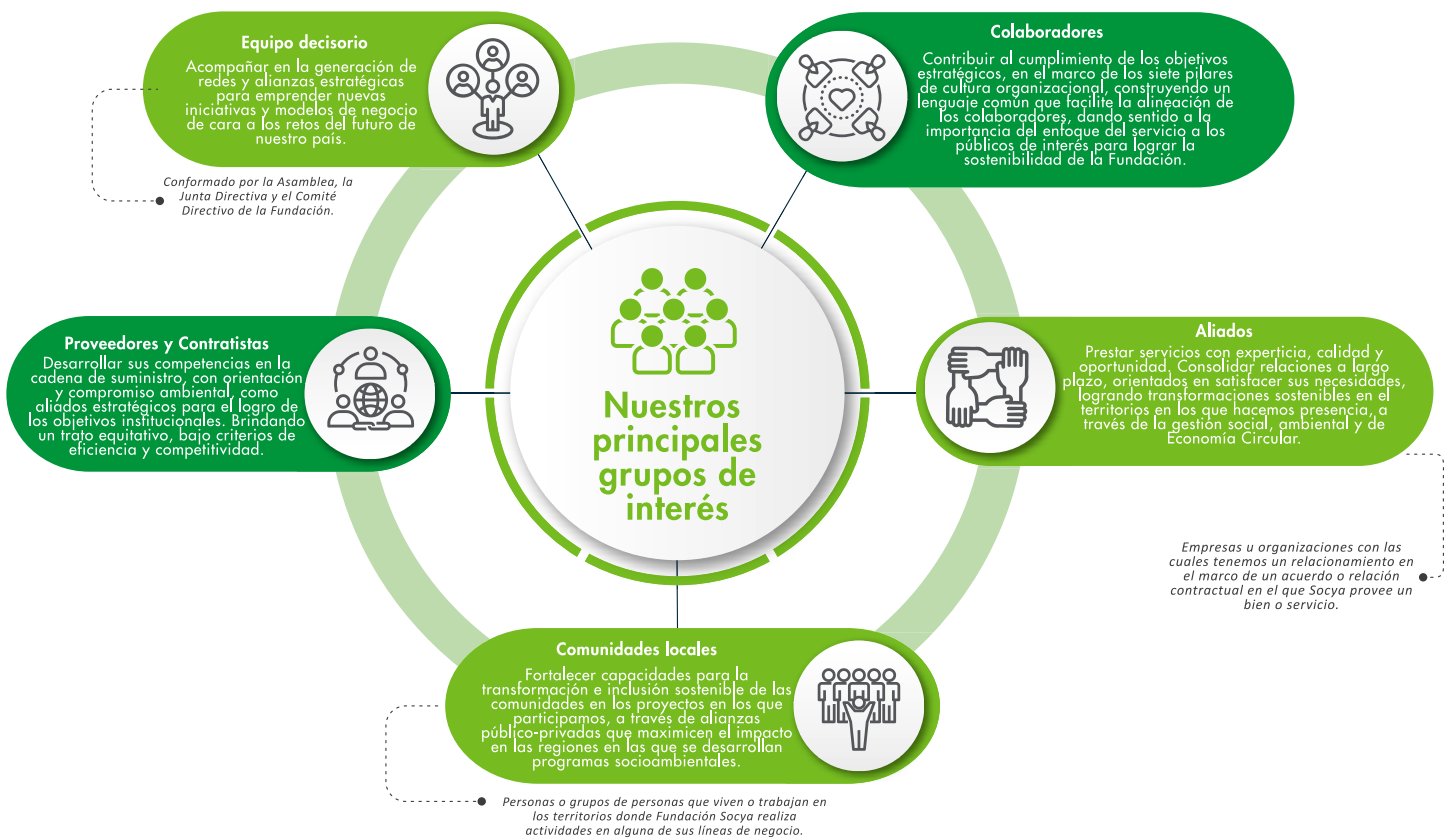 Equipo decisorio
Acompañar en la generación de
redes y alianzas estratégicas
para emprender nuevas
iniciativas y modelos de negocio
de cara a los retos del futuro de
nuestro país.
Conformado por la Asamblea, la
Junta Directiva y el Comité
Directivo de la Fundación.
Colaboradores
Contribuir al cumplimiento de los objetivos
estratégicos, en el marco de los siete pilares
de cultura organizacional, construyendo un
lenguaje común que facilite la alineación de
los colaboradores, dando sentido a la
importancia del enfoque del servicio a los
públicos de interés para lograr la
sostenibilidad de la Fundación.
Proveedores y Contratistas
Desarrollar sus competencias en la
cadena de suministro, con orientación
y compromiso ambiental, como
aliados estratégicos para el logro de
los objetivos institucionales. Brindando
un trato equitativo, bajo criterios de
eficiencia y competitividad.
Nuestros
principales
grupos de
interés
Aliados
Prestar servicios con experticia, calidad y
oportunidad. Consolidar relaciones a largo
plazo, orientados en satisfacer sus necesidades,
logrando transformaciones sostenibles en el
territorios en los que hacemos presencia, a
través de la gestión social, ambiental y de
Economía Circular.
Empresas u organizaciones con las
cuales tenemos un relacionamiento en
el marco de un acuerdo o relación
contractual en el que Socya provee un
bien o servicio.
Comunidades locales
Fortalecer capacidades para la
transformación e inclusión sostenible de las
comunidades en los proyectos en los que
participamos, a través de alianzas
público-privadas que maximicen el impacto
en las regiones en las que se desarrollan
programas socioambientales.
Personas o grupos de personas que viven o trabajan en
los territorios donde Fundación Socya realiza
actividades en alguna de sus líneas de negocio.